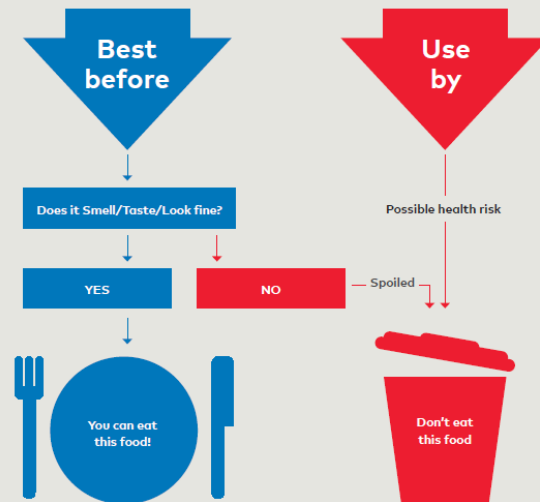 Best
before
Use
by
Does it Smell/Taste/Look fine?
Possible health risk
YES
NO
Spoiled
You can eat
this food!
Don't eat
this food